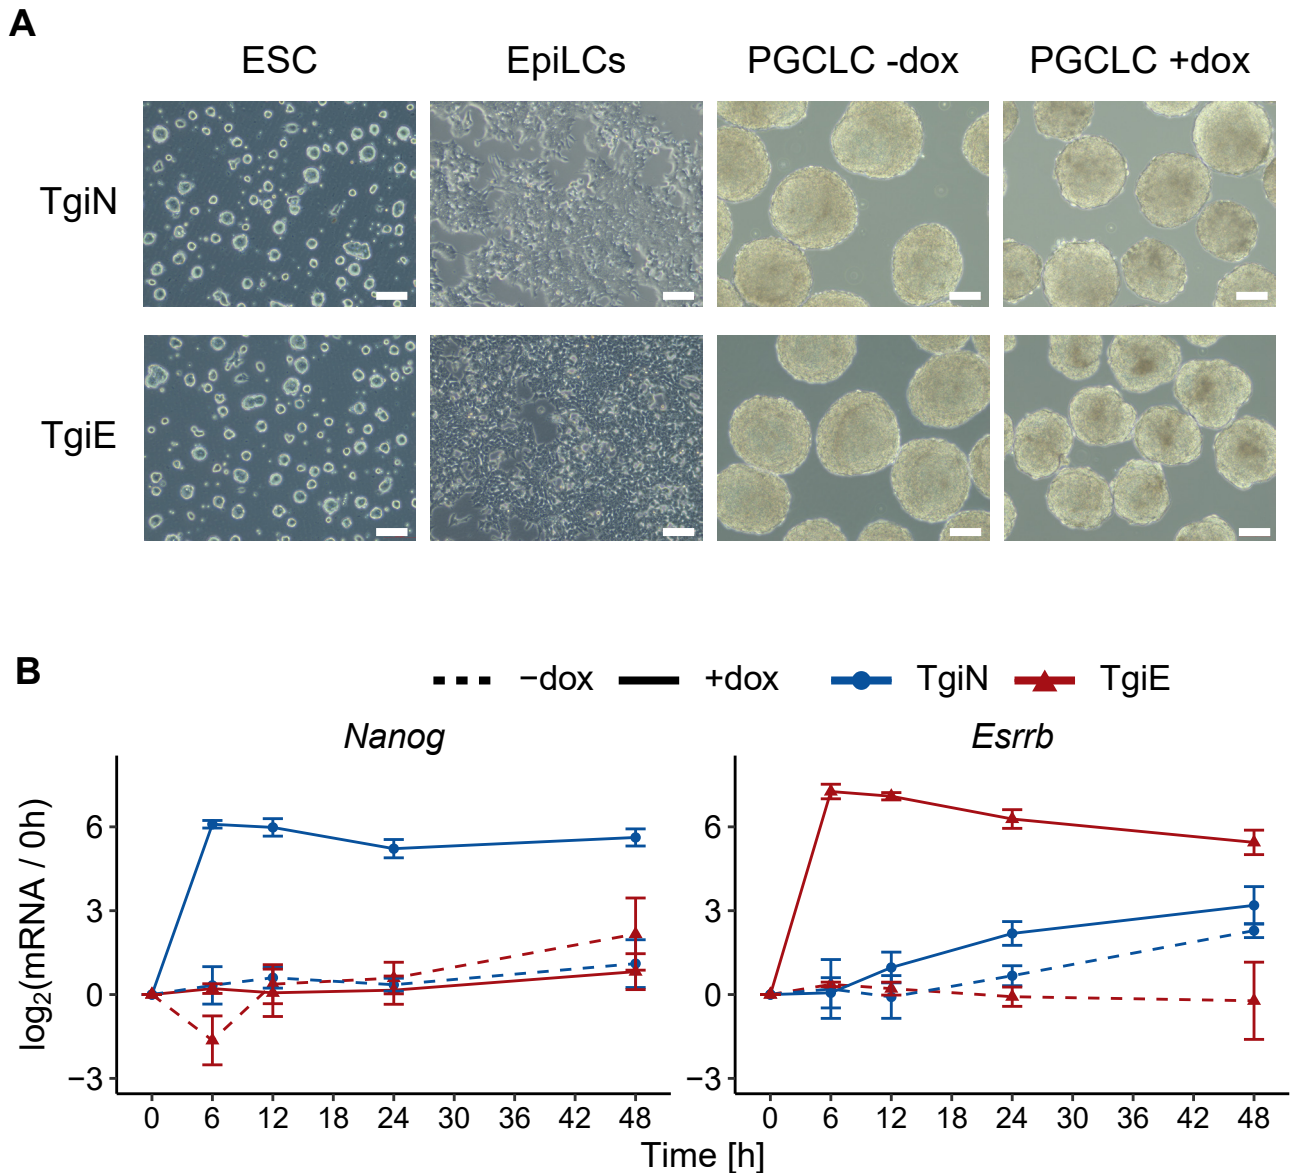 A
ESC EpiLCs PGCLC -dox PGCLC +dox
TgiN
TgiE
B
−dox +dox TgiN TgiE
Nanog Esrrb
log₂(mRNA / 0h)
6
3
0
−3
6
3
0
−3
0 6 12 18 24 30 36 42 48
0 6 12 18 24 30 36 42 48
Time [h]